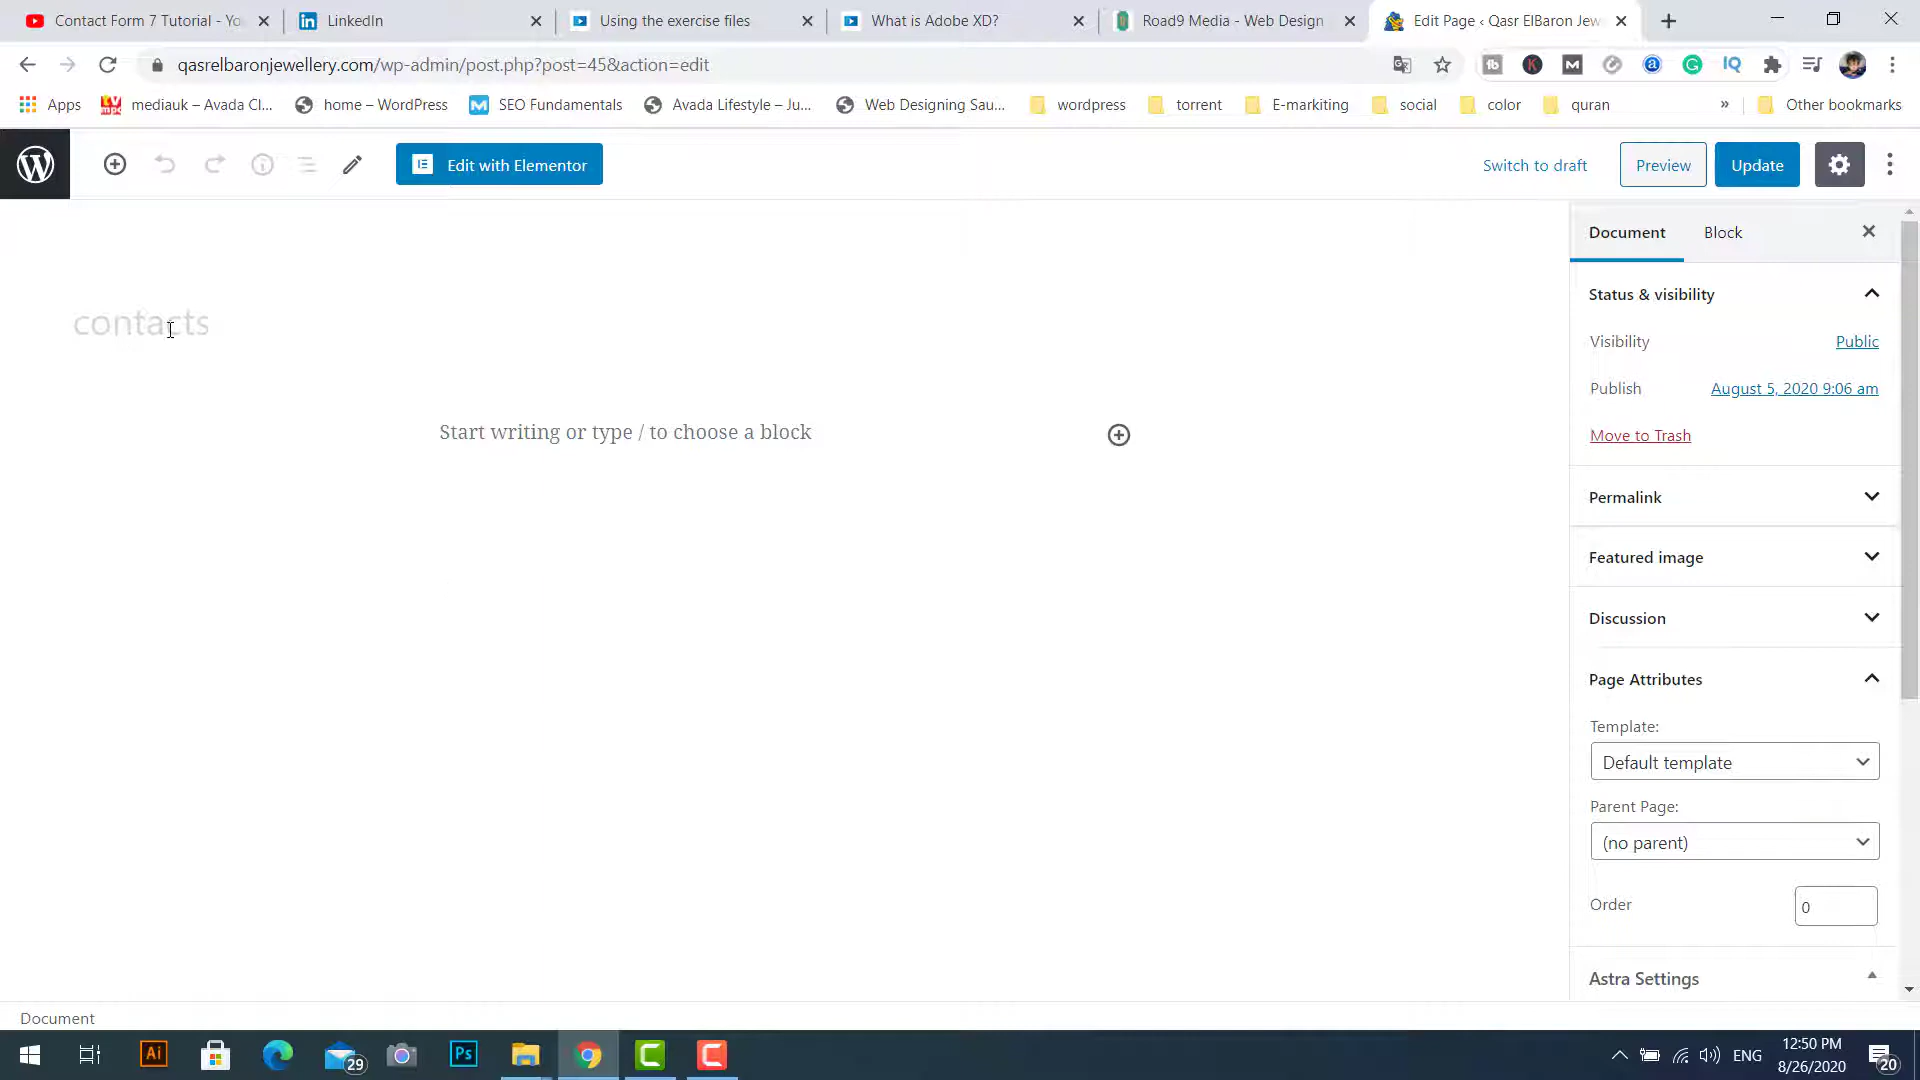 Contact Form 7 Tutorial - Yo
LinkedIn
Using the exercise files
What is Adobe XD?
Road9 Media - Web Design
Edit Page ‹ Qasr ElBaron Jew
qasrelbaronjewellery.com/wp-admin/post.php?post=45&action=edit
Apps
mediauk – Avada Cl...
home – WordPress
SEO Fundamentals
Avada Lifestyle – Ju...
Web Designing Sau...
wordpress
torrent
E-markiting
social
color
quran
»
Other bookmarks
Edit with Elementor
Switch to draft
Preview
Update
Document
Block
contacts
Start writing or type / to choose a block
Status & visibility
Visibility
Public
Publish
August 5, 2020 9:06 am
Move to Trash
Permalink
Featured image
Discussion
Page Attributes
Template:
Default template
Parent Page:
(no parent)
Order
0
Astra Settings
Document
Ai
29
Ps
ENG
12:50 PM
8/26/2020
20